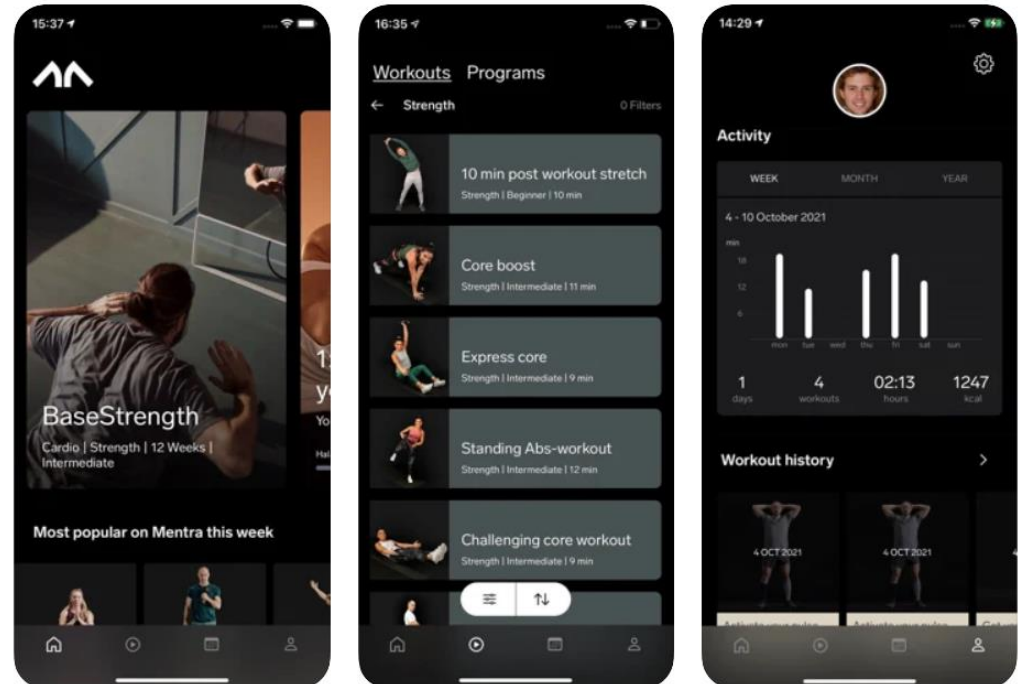 15:37
BaseStrength
Cardio | Strength | 12 Weeks |
Intermediate
Most popular on Mentra this week
16:35
Workouts Programs
Strength
0 Filters
10 min post workout stretch
Strength | Beginner | 10 min
Core boost
Strength | Intermediate | 11 min
Express core
Strength | Intermediate | 9 min
Standing Abs-workout
Strength | Intermediate | 12 min
Challenging core workout
Strength | Intermediate | 9 min
14:29
Activity
WEEK MONTH YEAR
4 - 10 October 2021
min
18
12
6
mon tue wed thu fri sat sun
1 4 02:13 1247
days workouts hours kcal
Workout history
4 OCT 2021 4 OCT 2021